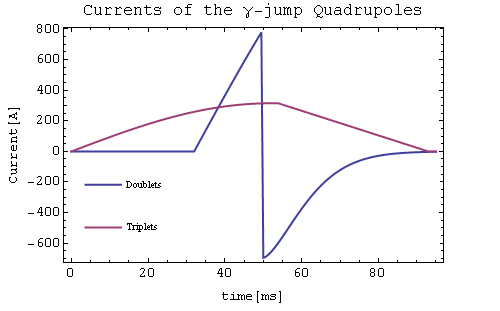 Currents of the γ-jump Quadrupoles
800
600
400
200
0
-200
-400
-600
Current[A]
Doublets
Triplets
0 20 40 60 80
time[ms]